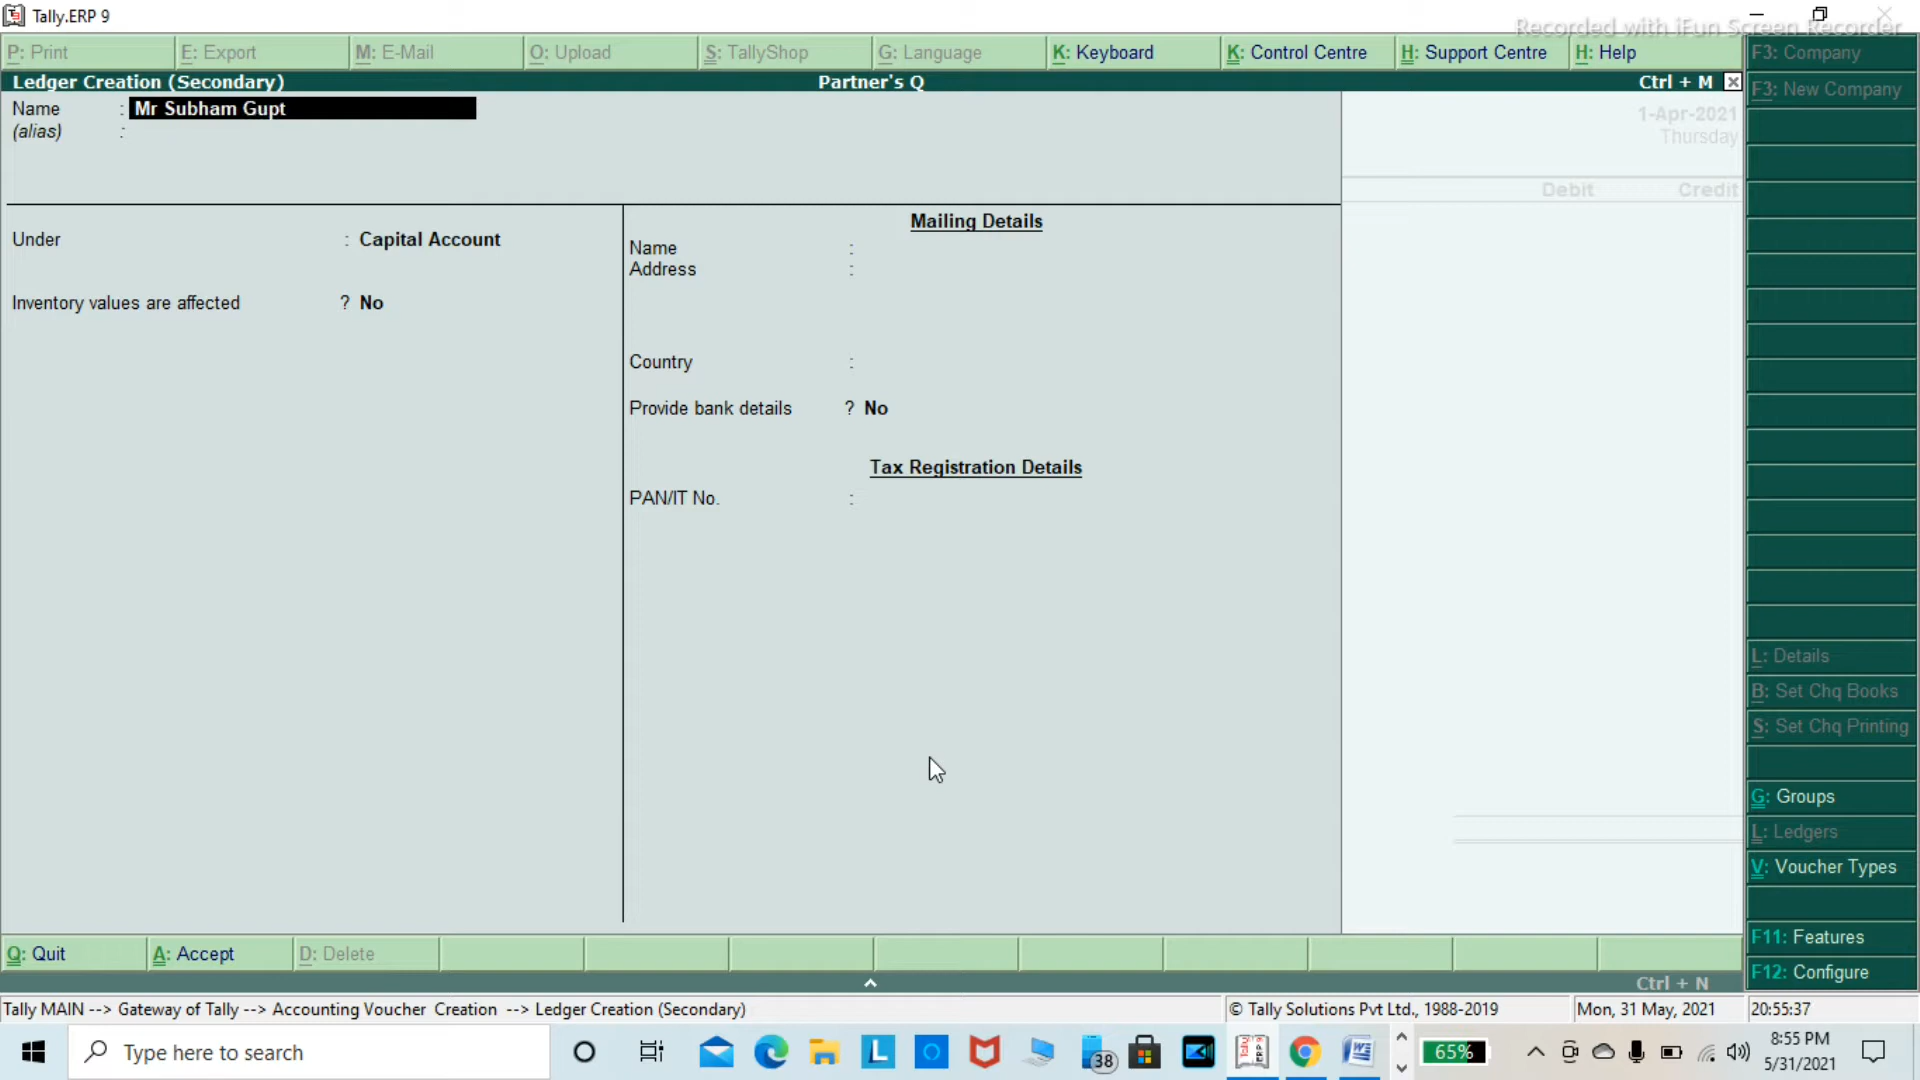 Tally.ERP 9
Recorded with iFun Screen Recorder
P: Print E: Export M: E-Mail O: Upload S: TallyShop G: Language K: Keyboard K: Control Centre H: Support Centre H: Help F3: Company
Ledger Creation (Secondary) Partner's Q Ctrl + M
F3: New Company
Name : Mr Subham Gupt
(alias) :
1-Apr-2021
Thursday
Debit Credit
Mailing Details
Under : Capital Account
Name :
Address :
Inventory values are affected ? No
Country :
Provide bank details ? No
Tax Registration Details
PAN/IT No. :
L: Details
B: Set Chq Books
S: Set Chq Printing
G: Groups
L: Ledgers
V: Voucher Types
F11: Features
F12: Configure
Q: Quit A: Accept D: Delete
Ctrl + N
Tally MAIN --> Gateway of Tally --> Accounting Voucher Creation --> Ledger Creation (Secondary) © Tally Solutions Pvt Ltd., 1988-2019 Mon, 31 May, 2021 20:55:37
Type here to search
38
65%
8:55 PM
5/31/2021